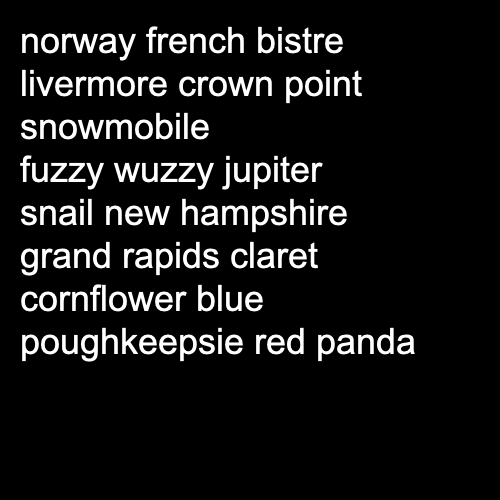 norway french bistre
livermore crown point
snowmobile
fuzzy wuzzy jupiter
snail new hampshire
grand rapids claret
cornflower blue
poughkeepsie red panda